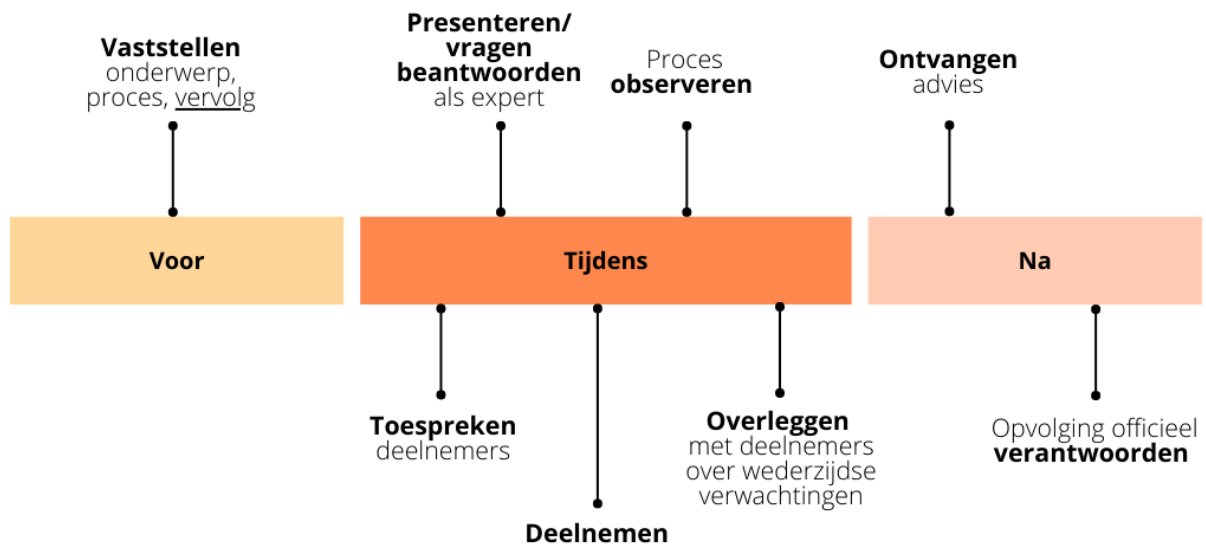 Vaststellen
onderwerp,
proces, vervolg
Presenteren/
vragen
beantwoorden
als expert
Proces
observeren
Ontvangen
advies
Voor
Tijdens
Na
Toespreken
deelnemers
Deelnemen
Overleggen
met deelnemers
over wederzijdse
verwachtingen
Opvolging officieel
verantwoorden